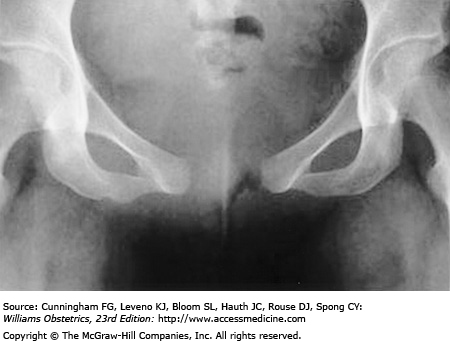 Source: Cunningham FG, Leveno KJ, Bloom SL, Hauth JC, Rouse DJ, Spong CY:
Williams Obstetrics, 23rd Edition: http://www.accessmedicine.com
Copyright © The McGraw-Hill Companies, Inc. All rights reserved.